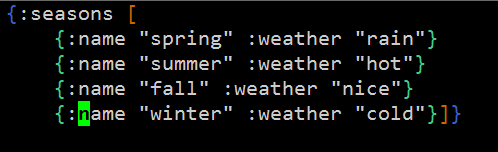 {:seasons [
    {:name "spring" :weather "rain"}
    {:name "summer" :weather "hot"}
    {:name "fall" :weather "nice"}
    {:name "winter" :weather "cold"}]}